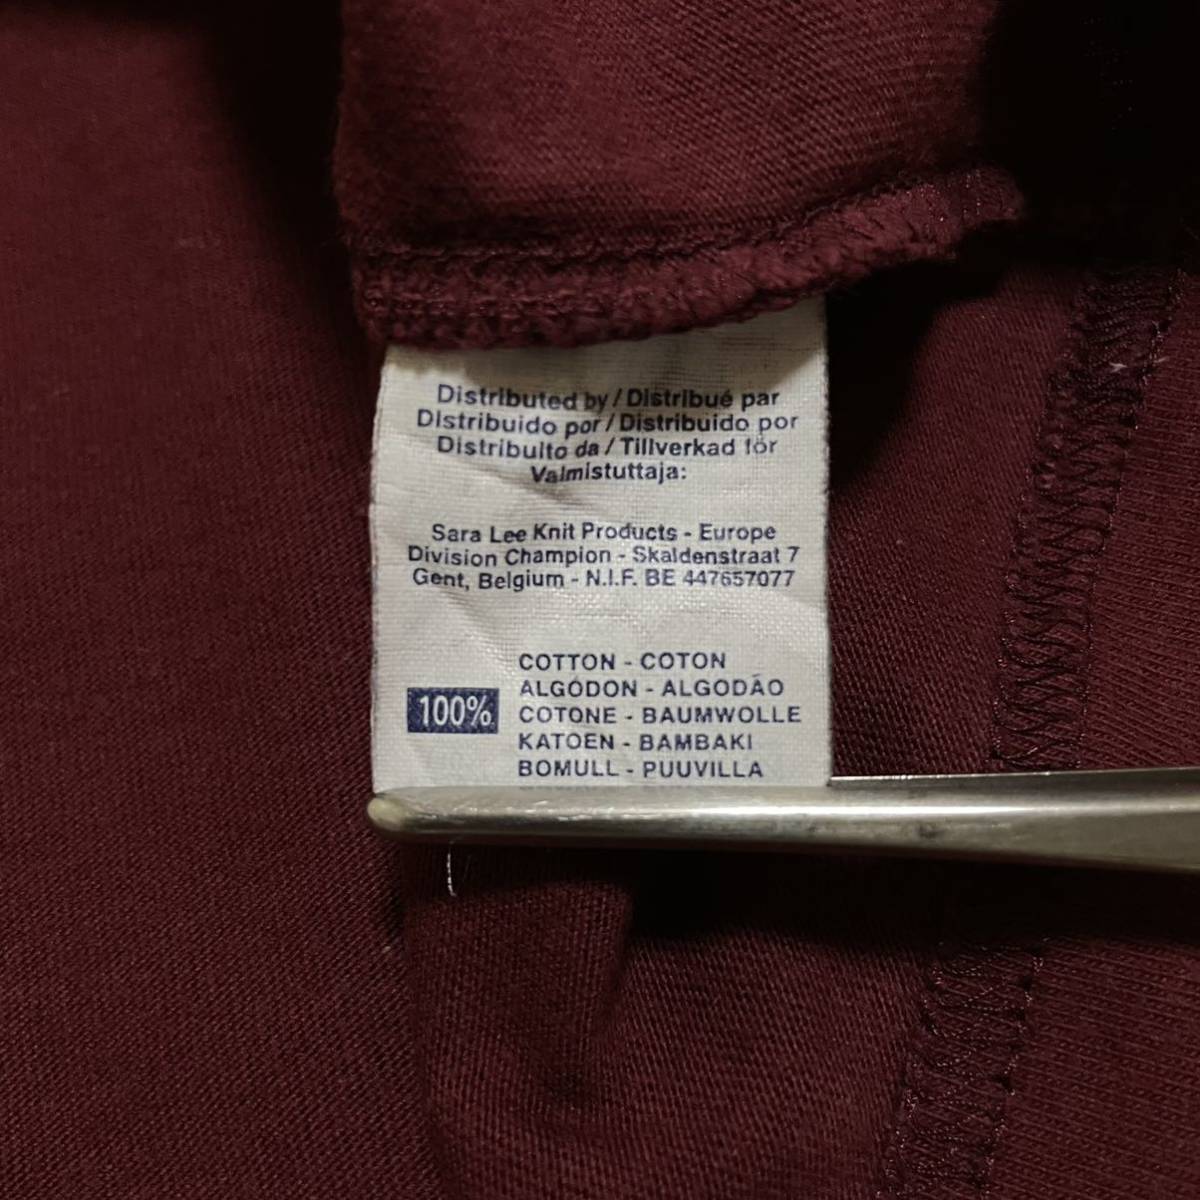 Distributed by / Distribué par
Distribuido por / Distribuido por
Distribuito da / Tillverkad för
Valmistuttaja:
Sara Lee Knit Products - Europe
Division Champion - Skaldenstraat 7
Gent, Belgium - N.I.F. BE 447657077
100%
COTTON - COTON
ALGÓDON - ALGODÃO
COTONE - BAUMWOLLE
KATOEN - BAMBAKI
BOMULL - PUUVILLA